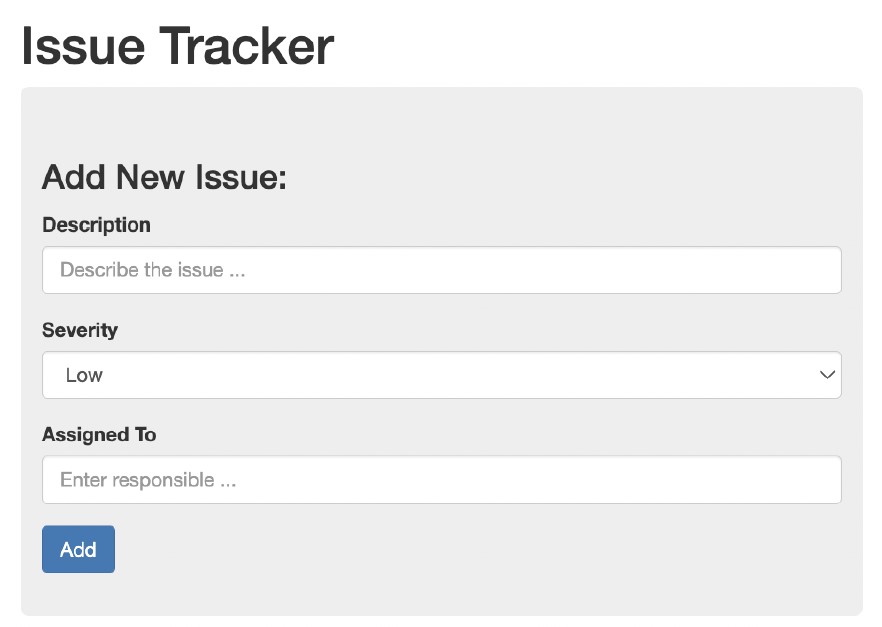 Issue Tracker
Add New Issue:
Description
Describe the issue ...
Severity
Low
Assigned To
Enter responsible ...
Add